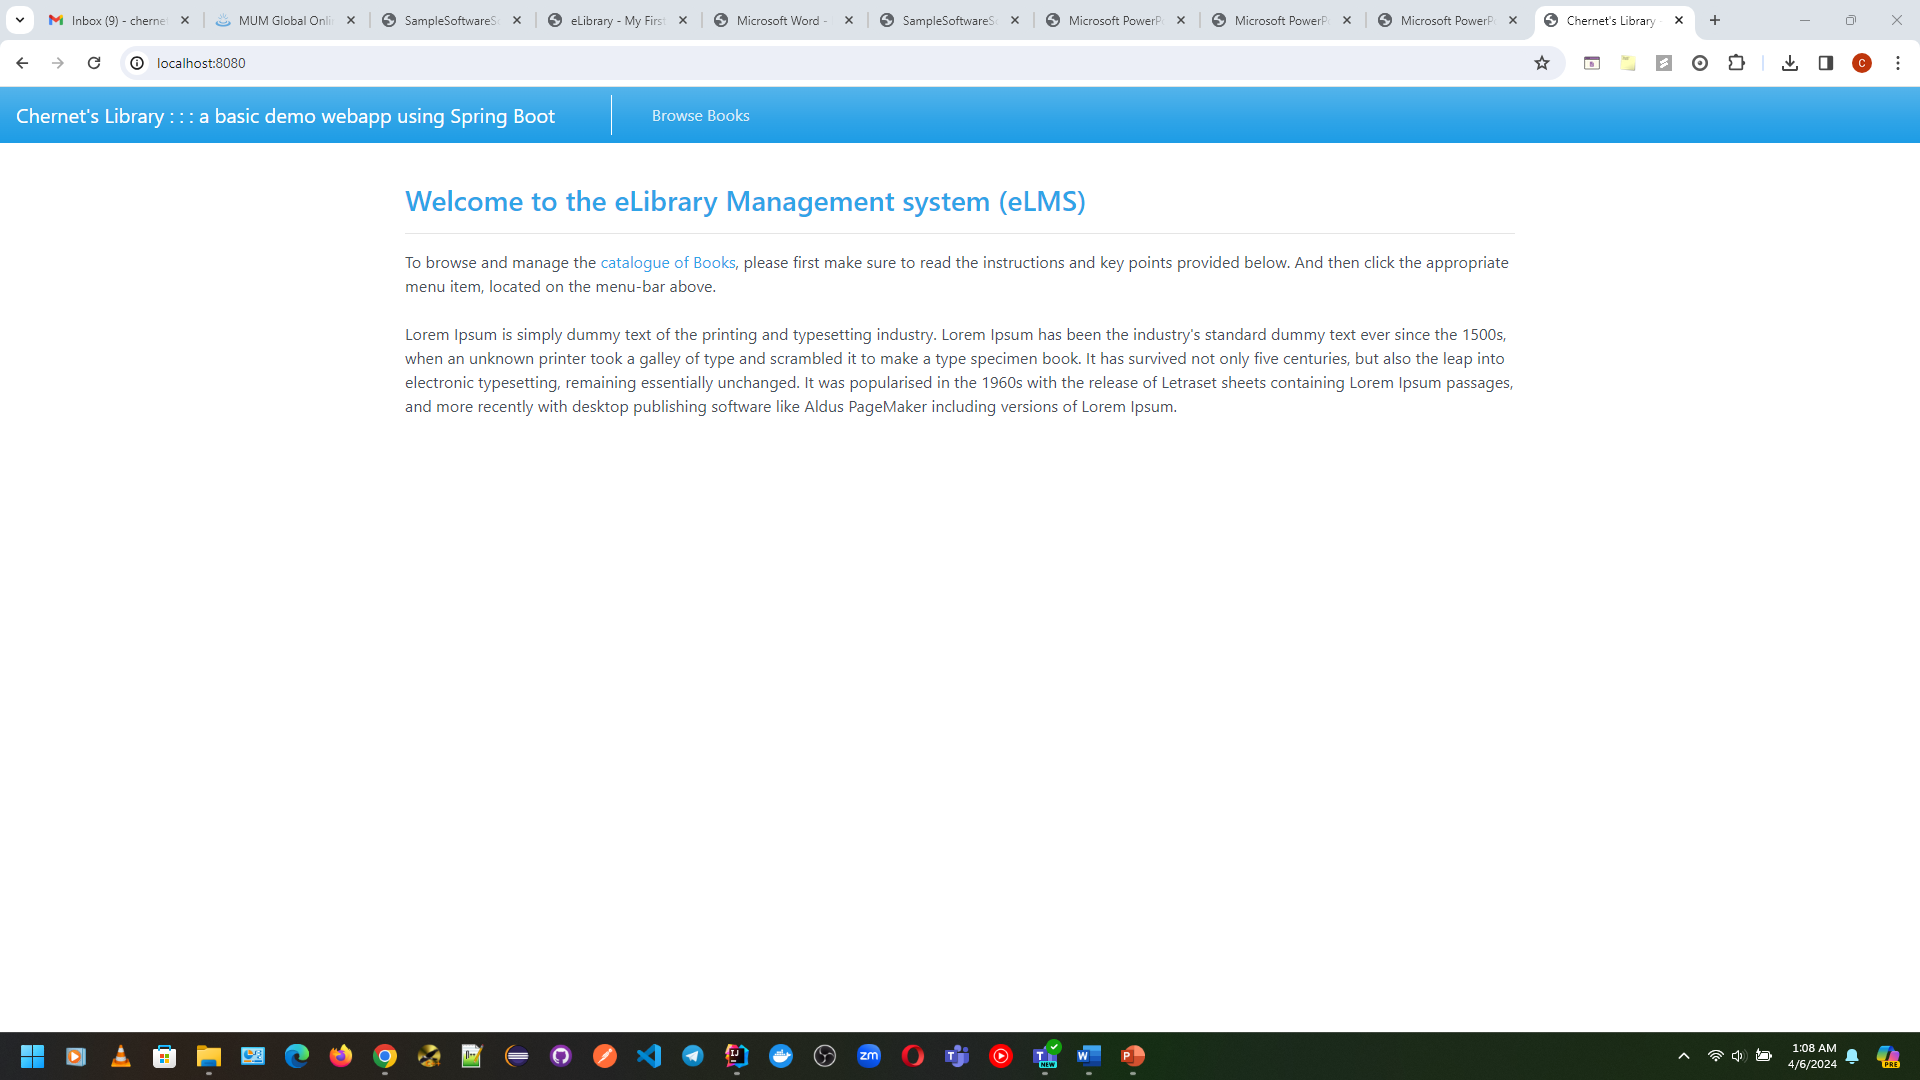 Inbox (9) - chernet
MUM Global Onli
SampleSoftwareS
eLibrary - My First
Microsoft Word -
SampleSoftwareS
Microsoft PowerP
Microsoft PowerP
Microsoft PowerP
Chernet's Library
localhost:8080
C
Chernet's Library : : : a basic demo webapp using Spring Boot
Browse Books
Welcome to the eLibrary Management system (eLMS)
To browse and manage the catalogue of Books, please first make sure to read the instructions and key points provided below. And then click the appropriate
menu item, located on the menu-bar above.
Lorem Ipsum is simply dummy text of the printing and typesetting industry. Lorem Ipsum has been the industry's standard dummy text ever since the 1500s,
when an unknown printer took a galley of type and scrambled it to make a type specimen book. It has survived not only five centuries, but also the leap into
electronic typesetting, remaining essentially unchanged. It was popularised in the 1960s with the release of Letraset sheets containing Lorem Ipsum passages,
and more recently with desktop publishing software like Aldus PageMaker including versions of Lorem Ipsum.
1:08 AM
4/6/2024